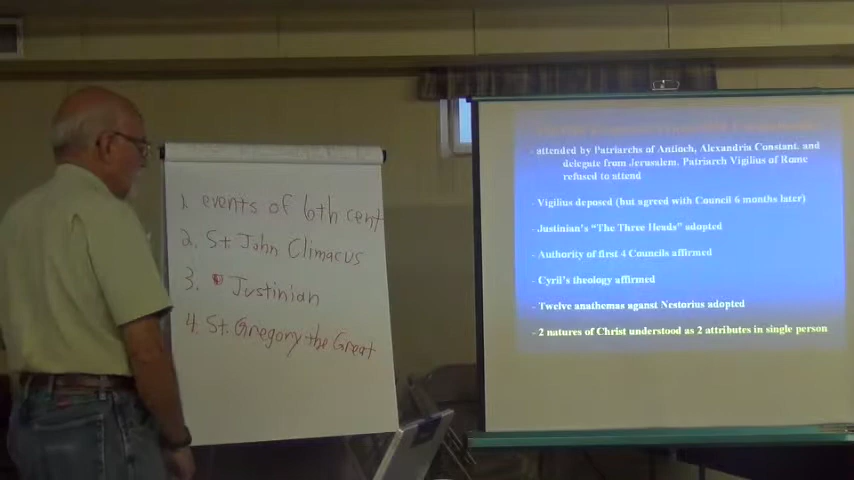 1. events of 6th cent
2. St John Climacus
3. Justinian
4. St. Gregory the Great
- attended by Patriarchs of Antioch, Alexandria Constant. and
delegate from Jerusalem, Patriarch Vigilius of Rome
refused to attend
- Vigilius deposed (but agreed with Council 6 months later)
- Justinian's "The Three Heads" adopted
- Authority of first 4 Councils affirmed
- Cyril's theology affirmed
- Twelve anathemas against Nestorius adopted
- 2 natures of Christ understood as 2 attributes in single person